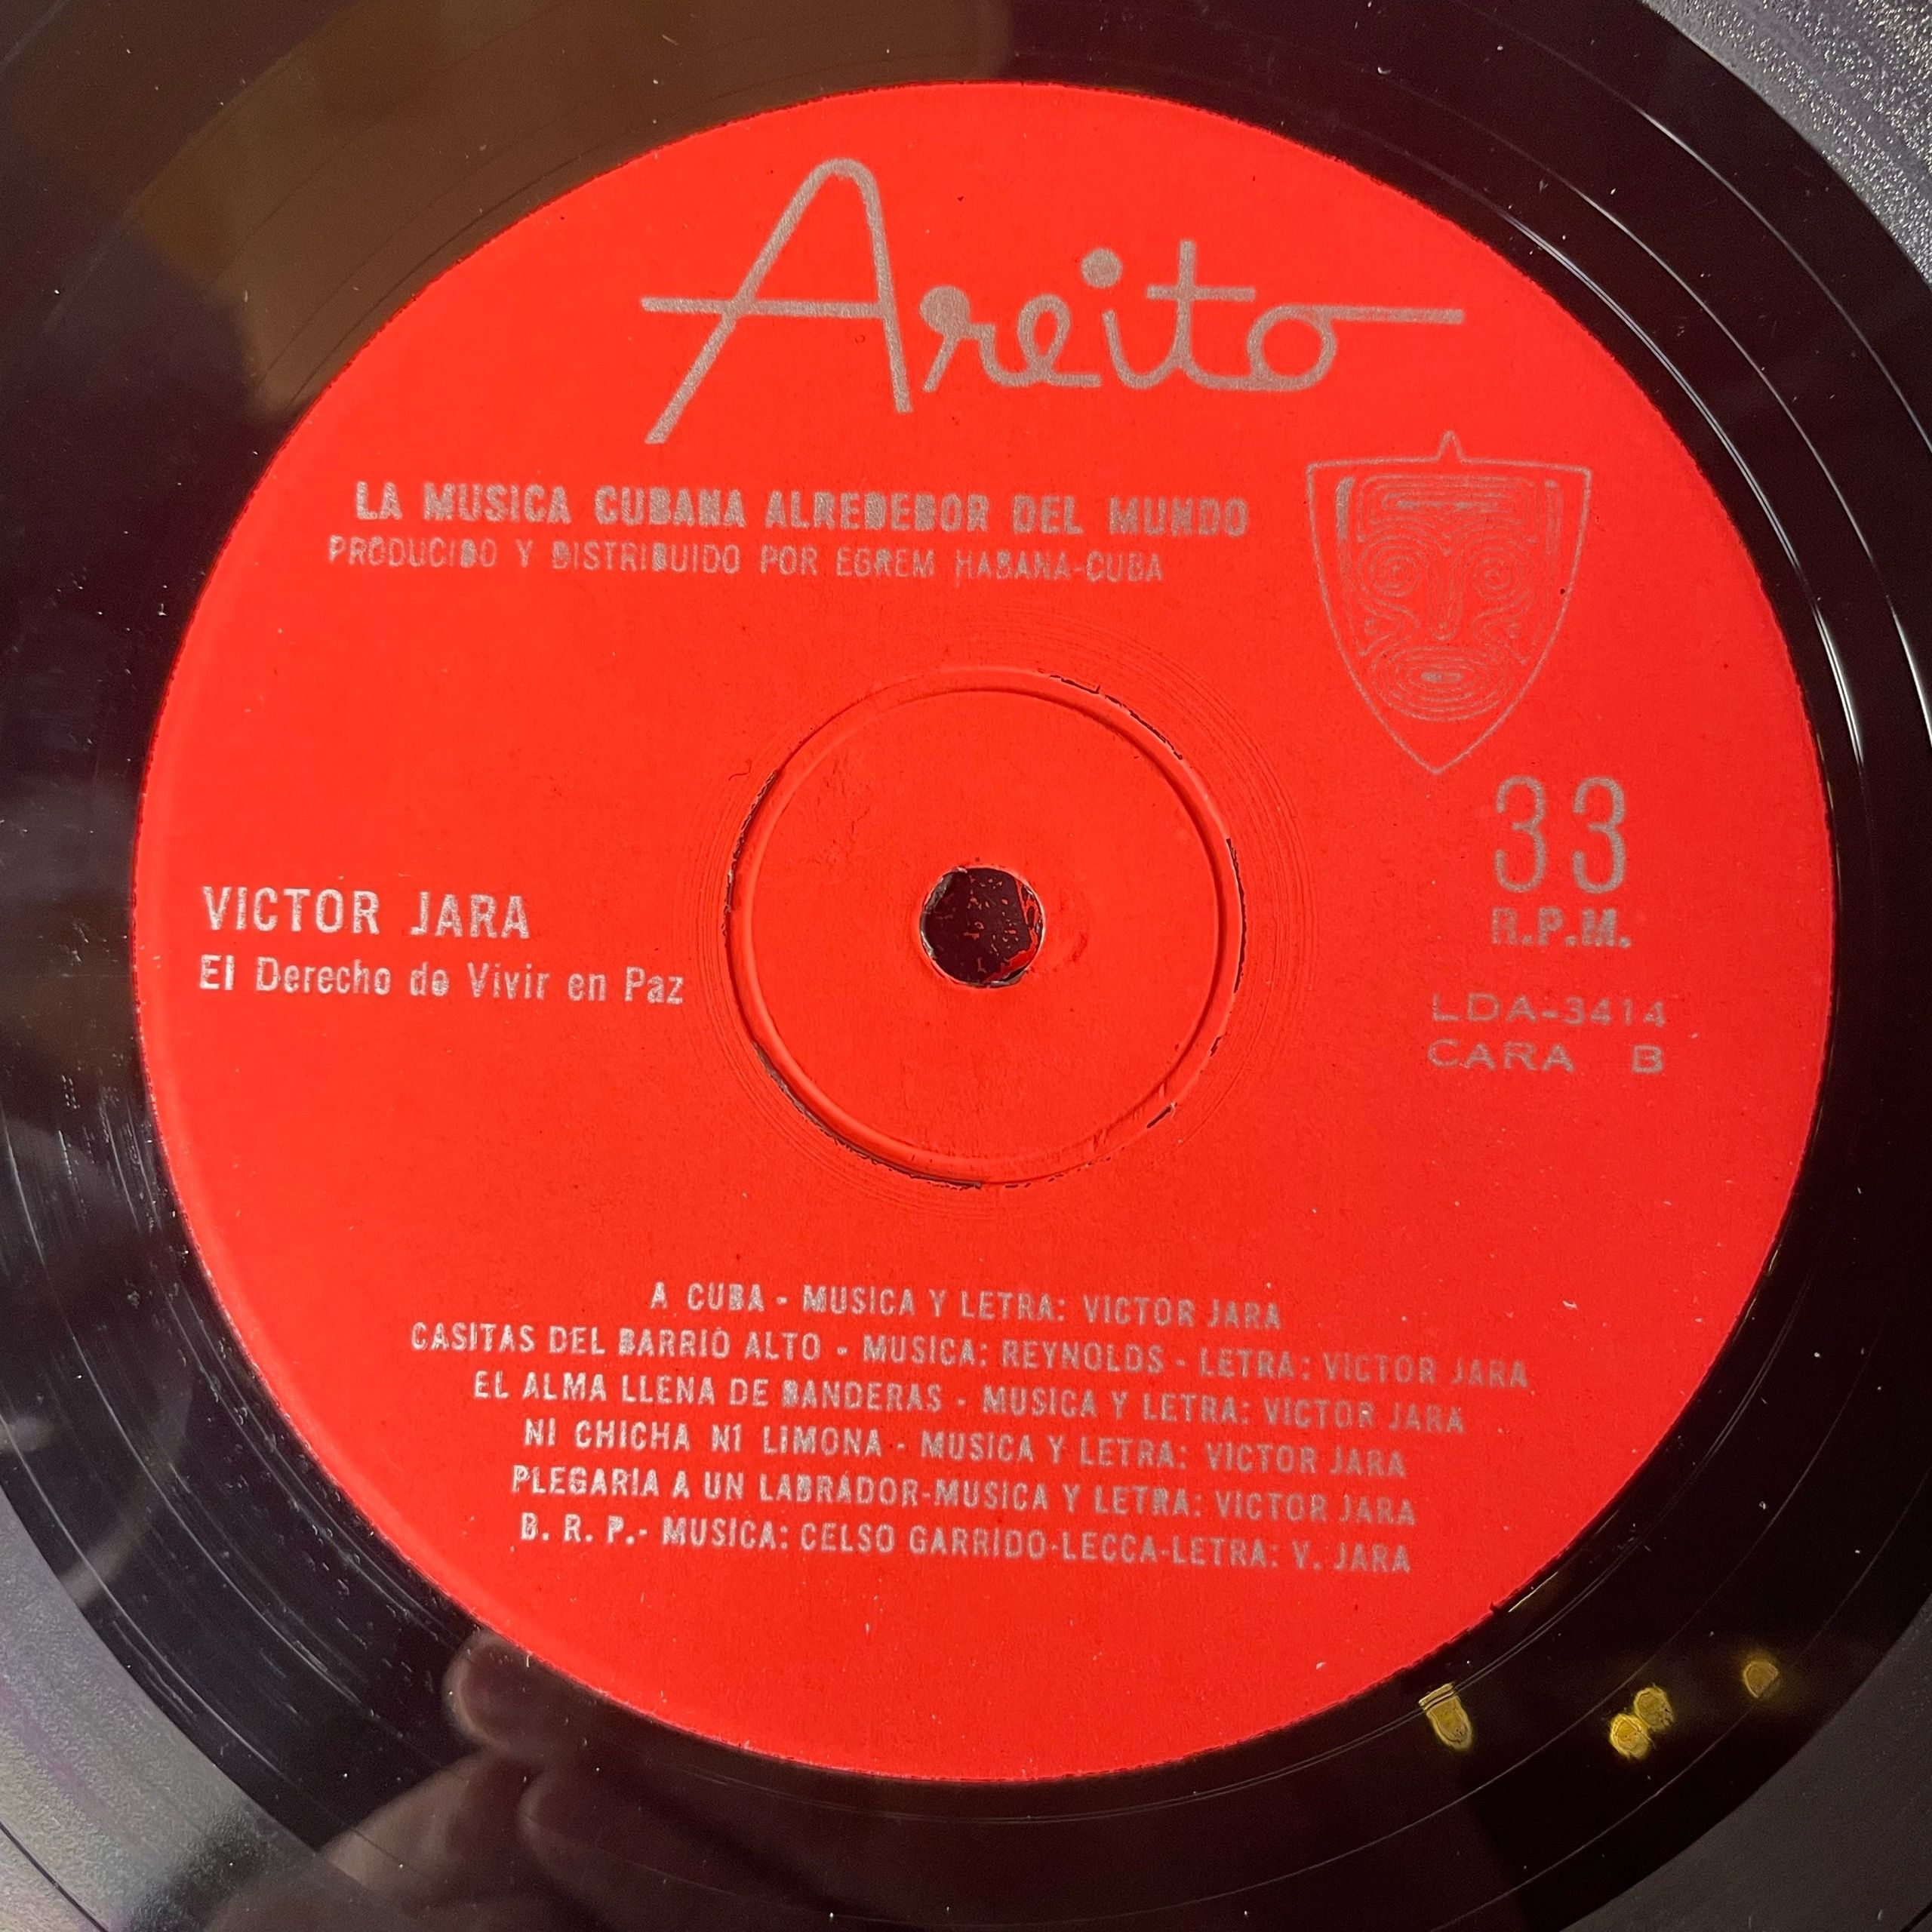 Areito
LA MUSICA CUBANA ALREDEDOR DEL MUNDO
PRODUCIDO Y DISTRIBUIDO POR EGREM HABANA-CUBA
33
R.P.M.
VICTOR JARA
El Derecho de Vivir en Paz
LDA-3414
CARA B
A CUBA - MUSICA Y LETRA: VICTOR JARA
CASITAS DEL BARRIO ALTO - MUSICA: REYNOLDS - LETRA: VICTOR JARA
EL ALMA LLENA DE BANDERAS - MUSICA Y LETRA: VICTOR JARA
NI CHICHA N1 LIMONA - MUSICA Y LETRA: VICTOR JARA
PLEGARIA A UN LABRADOR-MUSICA Y LETRA: VICTOR JARA
B. R. P.- MUSICA: CELSO GARRIDO-LECCA-LETRA: V. JARA